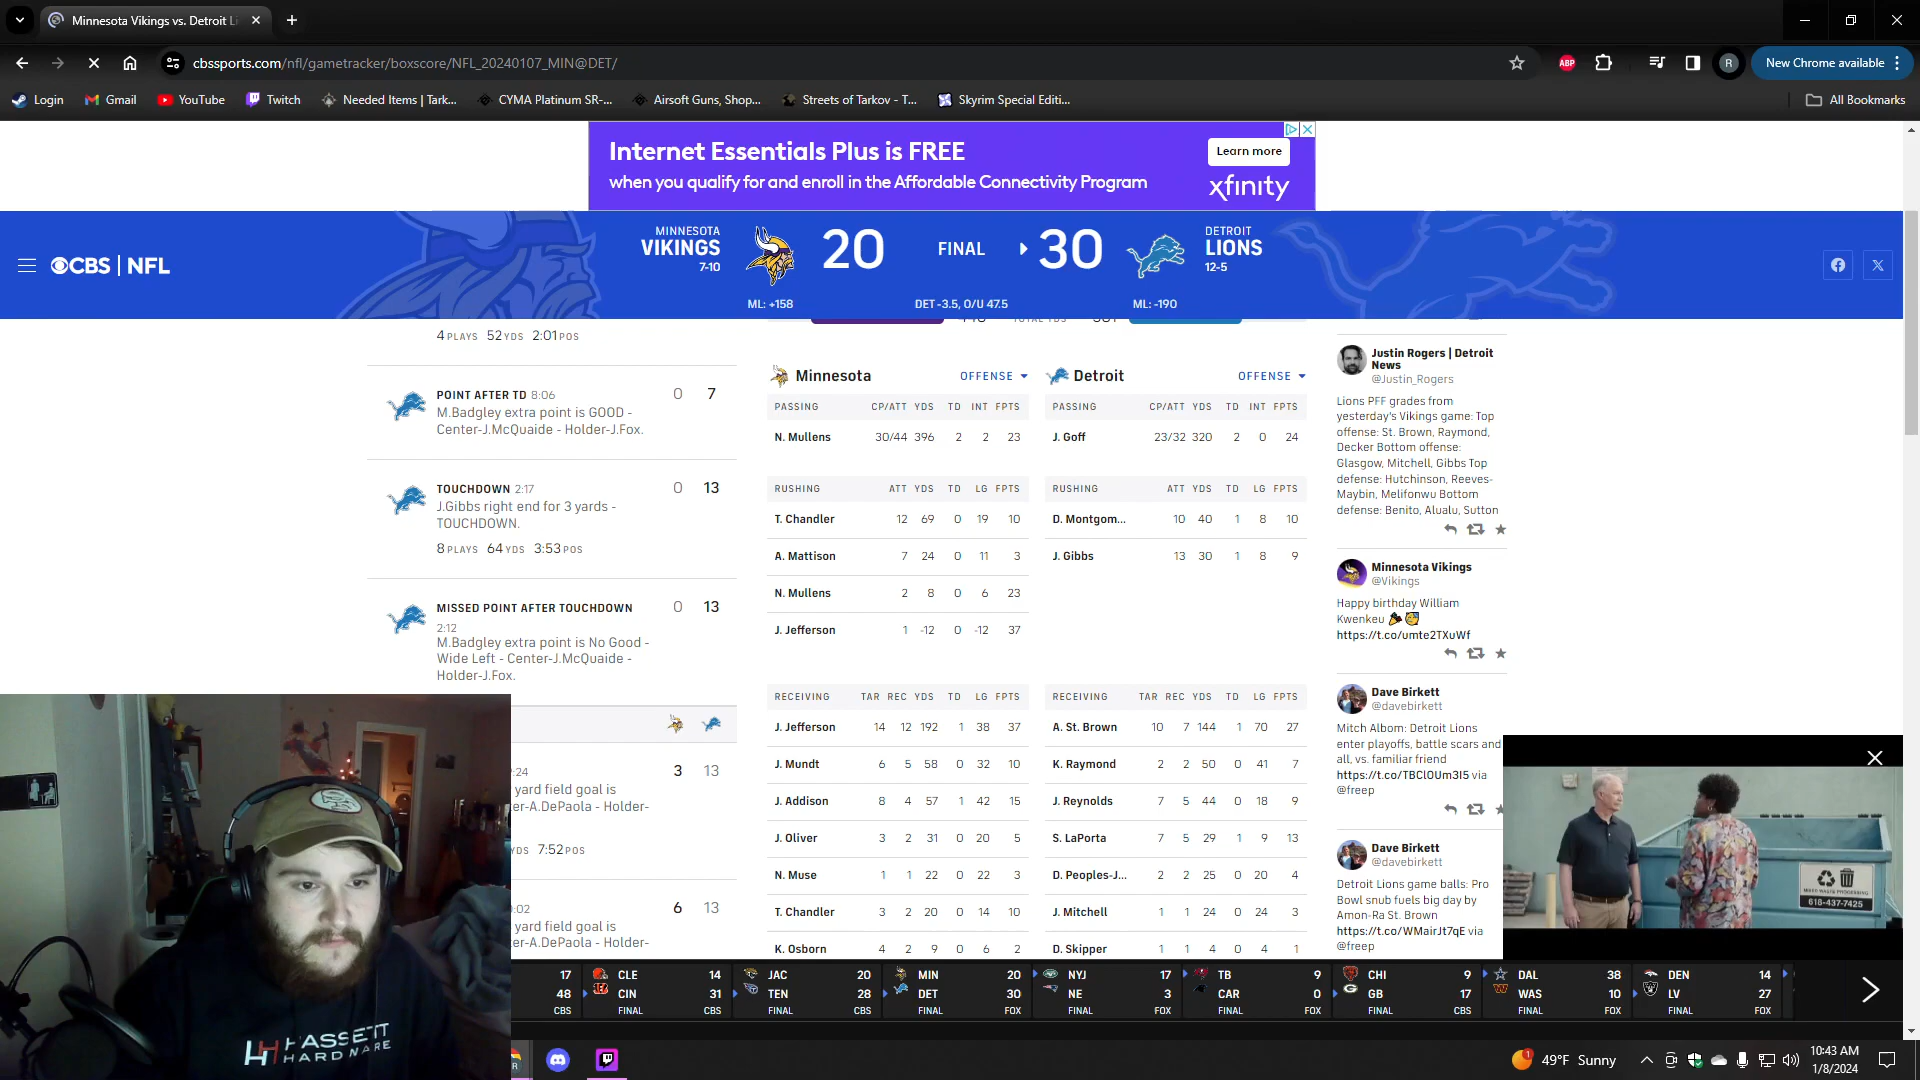 Minnesota Vikings vs. Detroit Li
cbssports.com/nfl/gametracker/boxscore/NFL_20240107_MIN@DET/
ABP
R
New Chrome available
Login
Gmail
YouTube
Twitch
Needed Items | Tark...
CYMA Platinum SR-...
Airsoft Guns, Shop...
Streets of Tarkov - T...
Skyrim Special Editi...
All Bookmarks
Internet Essentials Plus is FREE
when you qualify for and enroll in the Affordable Connectivity Program
Learn more
xfinity
CBS | NFL
MINNESOTA
VIKINGS
7-10
20
FINAL
30
DETROIT
LIONS
12-5
ML: +158
DET -3.5, O/U 47.5
ML: -190
4 PLAYS 52 YDS 2:01 POS
POINT AFTER TD 8:06 0 7
M.Badgley extra point is GOOD -
Center-J.McQuaide - Holder-J.Fox.
TOUCHDOWN 2:17 0 13
J.Gibbs right end for 3 yards -
TOUCHDOWN.
8 PLAYS 64 YDS 3:53 POS
MISSED POINT AFTER TOUCHDOWN 0 13
2:12
M.Badgley extra point is No Good -
Wide Left - Center-J.McQuaide -
Holder-J.Fox.
:24 3 13
yard field goal is
er-A.DePaola - Holder-
YDS 7:52 POS
:02 6 13
yard field goal is
er-A.DePaola - Holder-
Minnesota OFFENSE
PASSING CP/ATT YDS TD INT FPTS
N. Mullens 30/44 396 2 2 23
RUSHING ATT YDS TD LG FPTS
T. Chandler 12 69 0 19 10
A. Mattison 7 24 0 11 3
N. Mullens 2 8 0 6 23
J. Jefferson 1 -12 0 -12 37
RECEIVING TAR REC YDS TD LG FPTS
J. Jefferson 14 12 192 1 38 37
J. Mundt 6 5 58 0 32 10
J. Addison 8 4 57 1 42 15
J. Oliver 3 2 31 0 20 5
N. Muse 1 1 22 0 22 3
T. Chandler 3 2 20 0 14 10
K. Osborn 4 2 9 0 6 2
Detroit OFFENSE
PASSING CP/ATT YDS TD INT FPTS
J. Goff 23/32 320 2 0 24
RUSHING ATT YDS TD LG FPTS
D. Montgom... 10 40 1 8 10
J. Gibbs 13 30 1 8 9
RECEIVING TAR REC YDS TD LG FPTS
A. St. Brown 10 7 144 1 70 27
K. Raymond 2 2 50 0 41 7
J. Reynolds 7 5 44 0 18 9
S. LaPorta 7 5 29 1 9 13
D. Peoples-J... 2 2 25 0 20 4
J. Mitchell 1 1 24 0 24 3
D. Skipper 1 1 4 0 4 1
Justin Rogers | Detroit
News
@Justin_Rogers
Lions PFF grades from
yesterday's Vikings game: Top
offense: St. Brown, Raymond,
Decker Bottom offense:
Glasgow, Mitchell, Gibbs Top
defense: Hutchinson, Reeves-
Maybin, Melifonwu Bottom
defense: Benito, Alualu, Sutton
Minnesota Vikings
@Vikings
Happy birthday William
Kwenkeu 🎉🥳
https://t.co/umte2TXuWf
Dave Birkett
@davebirkett
Mitch Albom: Detroit Lions
enter playoffs, battle scars and
all, vs. familiar friend
https://t.co/TBClOUm3I5 via
@freep
Dave Birkett
@davebirkett
Detroit Lions game balls: Pro
Bowl snub fuels big day by
Amon-Ra St. Brown
https://t.co/WMairJt7qE via
@freep
MIXED WASTE PROCESSING
618-437-7425
HASSETT
HARDWARE
17
48
CBS
CLE 14
CIN 31
FINAL CBS
JAC 20
TEN 28
FINAL CBS
MIN 20
DET 30
FINAL FOX
NYJ 17
NE 3
FINAL FOX
TB 9
CAR 0
FINAL FOX
CHI 9
GB 17
FINAL CBS
DAL 38
WAS 10
FINAL FOX
DEN 14
LV 27
FINAL FOX
1
49°F Sunny
10:43 AM
1/8/2024